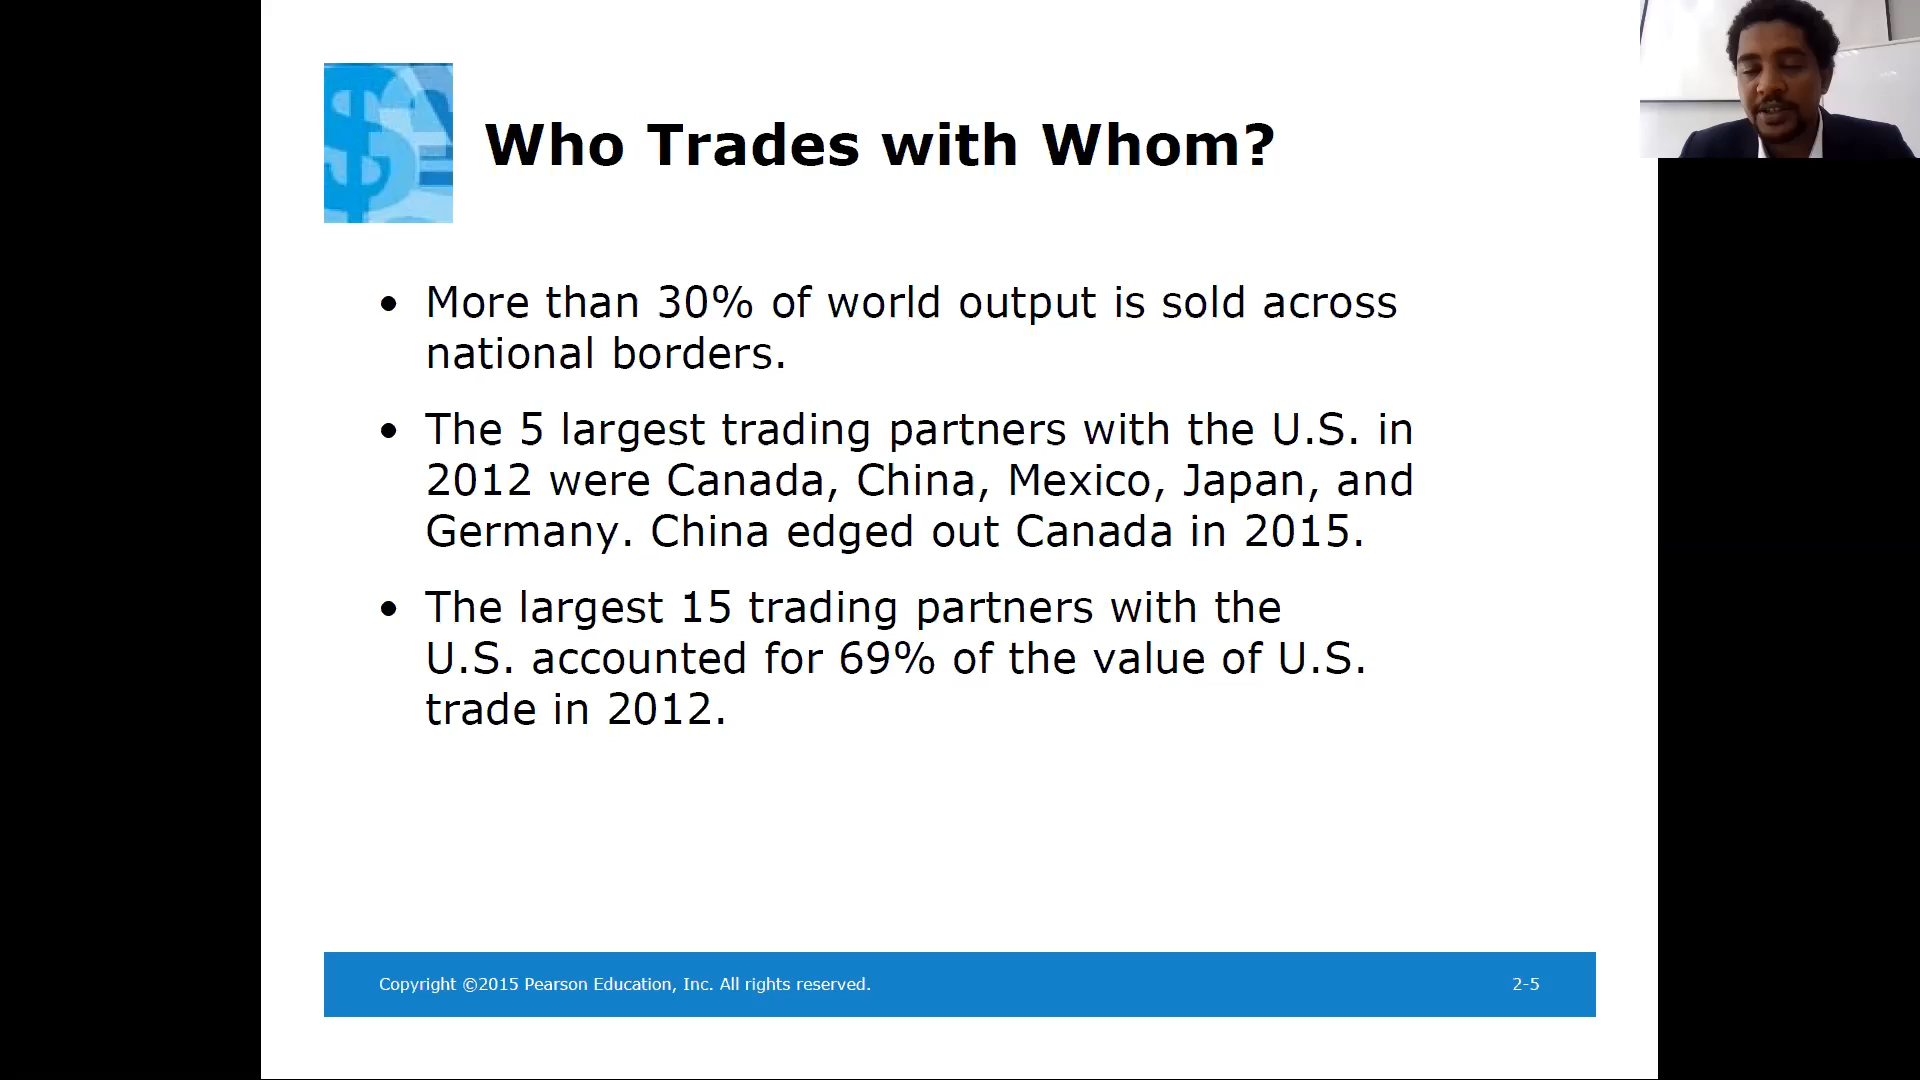 Who Trades with Whom?
• More than 30% of world output is sold across
national borders.
• The 5 largest trading partners with the U.S. in
2012 were Canada, China, Mexico, Japan, and
Germany. China edged out Canada in 2015.
• The largest 15 trading partners with the
U.S. accounted for 69% of the value of U.S.
trade in 2012.
Copyright ©2015 Pearson Education, Inc. All rights reserved.
2-5